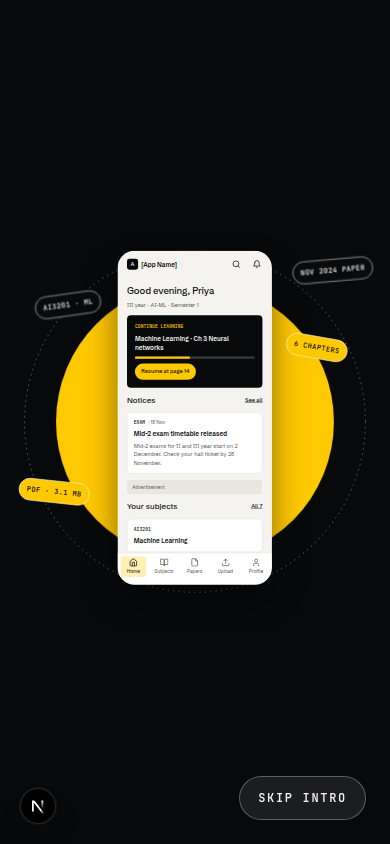 NOV 2024 PAPER
AI3201 · ML
6 CHAPTERS
PDF · 3.1 MB
A [App Name]
Good evening, Priya
III year · AI-ML · Semester 1
CONTINUE LEARNING
Machine Learning · Ch 3 Neural
networks
Resume at page 14
Notices
See all
EXAM · 18 Nov
Mid-2 exam timetable released
Mid-2 exams for II and III year start on 2
December. Check your hall ticket by 28
November.
Advertisement
Your subjects
All 7
AI3201
Machine Learning
Home
Subjects
Papers
Upload
Profile
N
SKIP INTRO